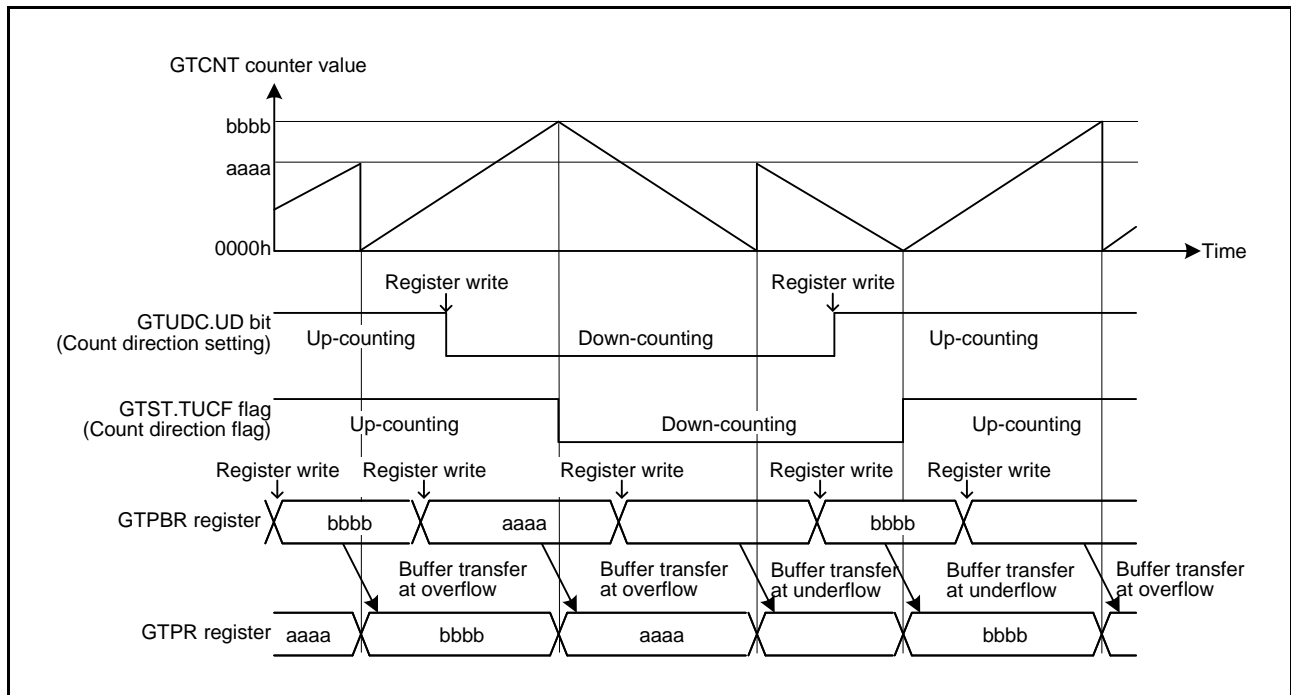 GTCNT counter value
bbbb
aaaa
0000h
Time
Register write
Register write
GTUDC.UD bit
(Count direction setting)
Up-counting
Down-counting
Up-counting
GTST.TUCF flag
(Count direction flag)
Up-counting
Down-counting
Up-counting
Register write
Register write
Register write
Register write
Register write
GTPBR register
bbbb
aaaa
bbbb
Buffer transfer
at overflow
Buffer transfer
at overflow
Buffer transfer
at underflow
Buffer transfer
at underflow
Buffer transfer
at overflow
GTPR register
aaaa
bbbb
aaaa
bbbb